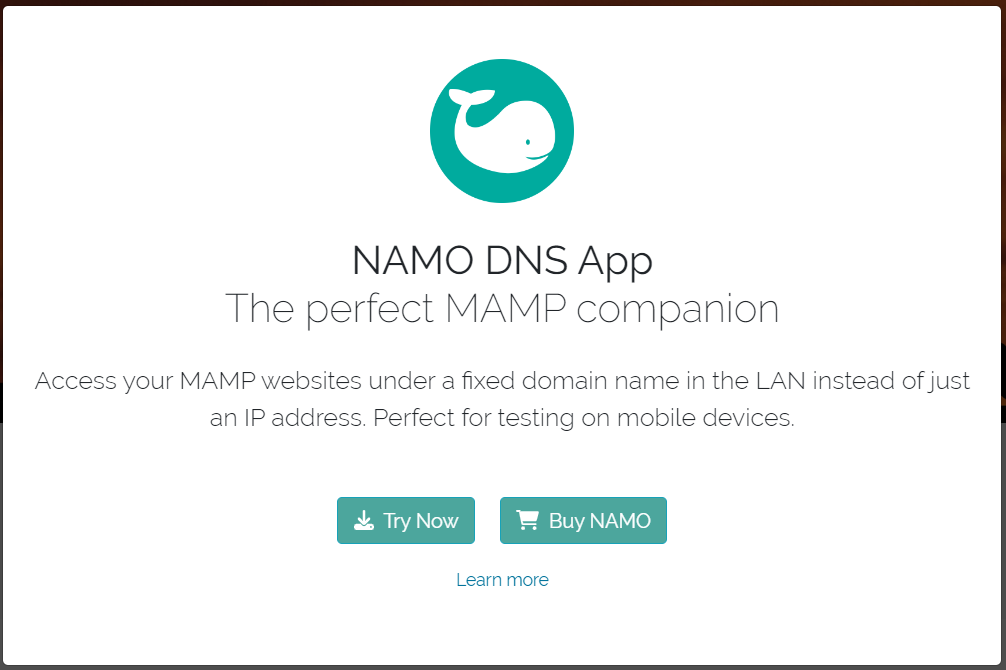 NAMO DNS App
The perfect MAMP companion
Access your MAMP websites under a fixed domain name in the LAN instead of just
an IP address. Perfect for testing on mobile devices.
Try Now
Buy NAMO
Learn more